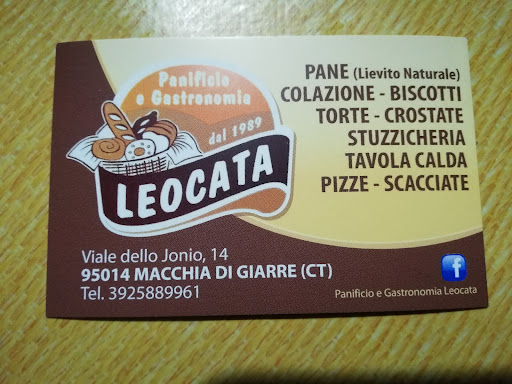 Panificio
e Gastronomia
dal 1989
LEOCATA
PANE (Lievito Naturale)
COLAZIONE - BISCOTTI
TORTE - CROSTATE
STUZZICHERIA
TAVOLA CALDA
PIZZE - SCACCIATE
Viale dello Jonio, 14
95014 MACCHIA DI GIARRE (CT)
Tel. 3925889961
f
Panificio e Gastronomia Leocata